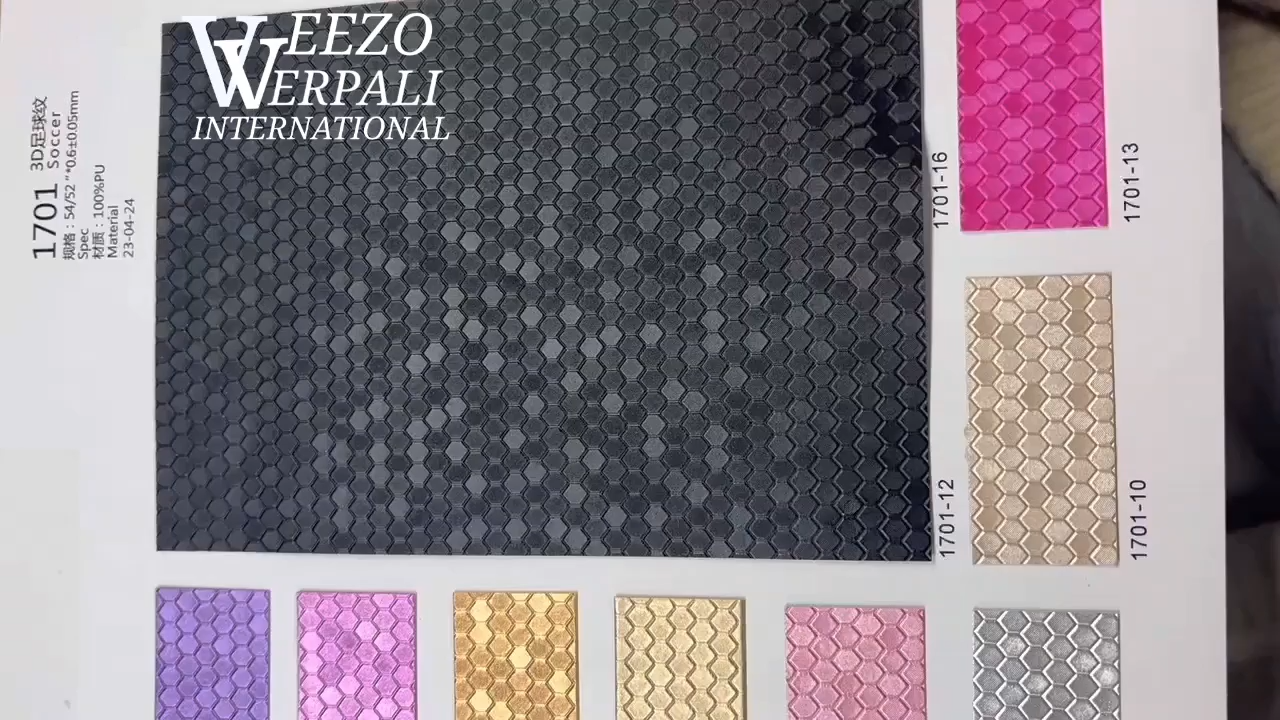 WEEZO
WERPALI
INTERNATIONAL
1701 3D足球纹
Soccer
规格：54/52 "*0.6±0.05mm
Spec
材质：100%PU
Material
23-04-24
1701-16
1701-13
1701-12
1701-10